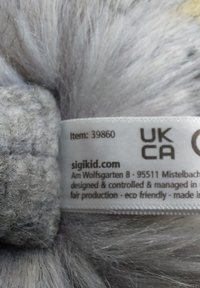 Item: 39860
UK
CA
sigikid.com
Am Wolfsgarten 8 · 95511 Mistelbach
designed & controlled & managed in
fair production · eco friendly · made in